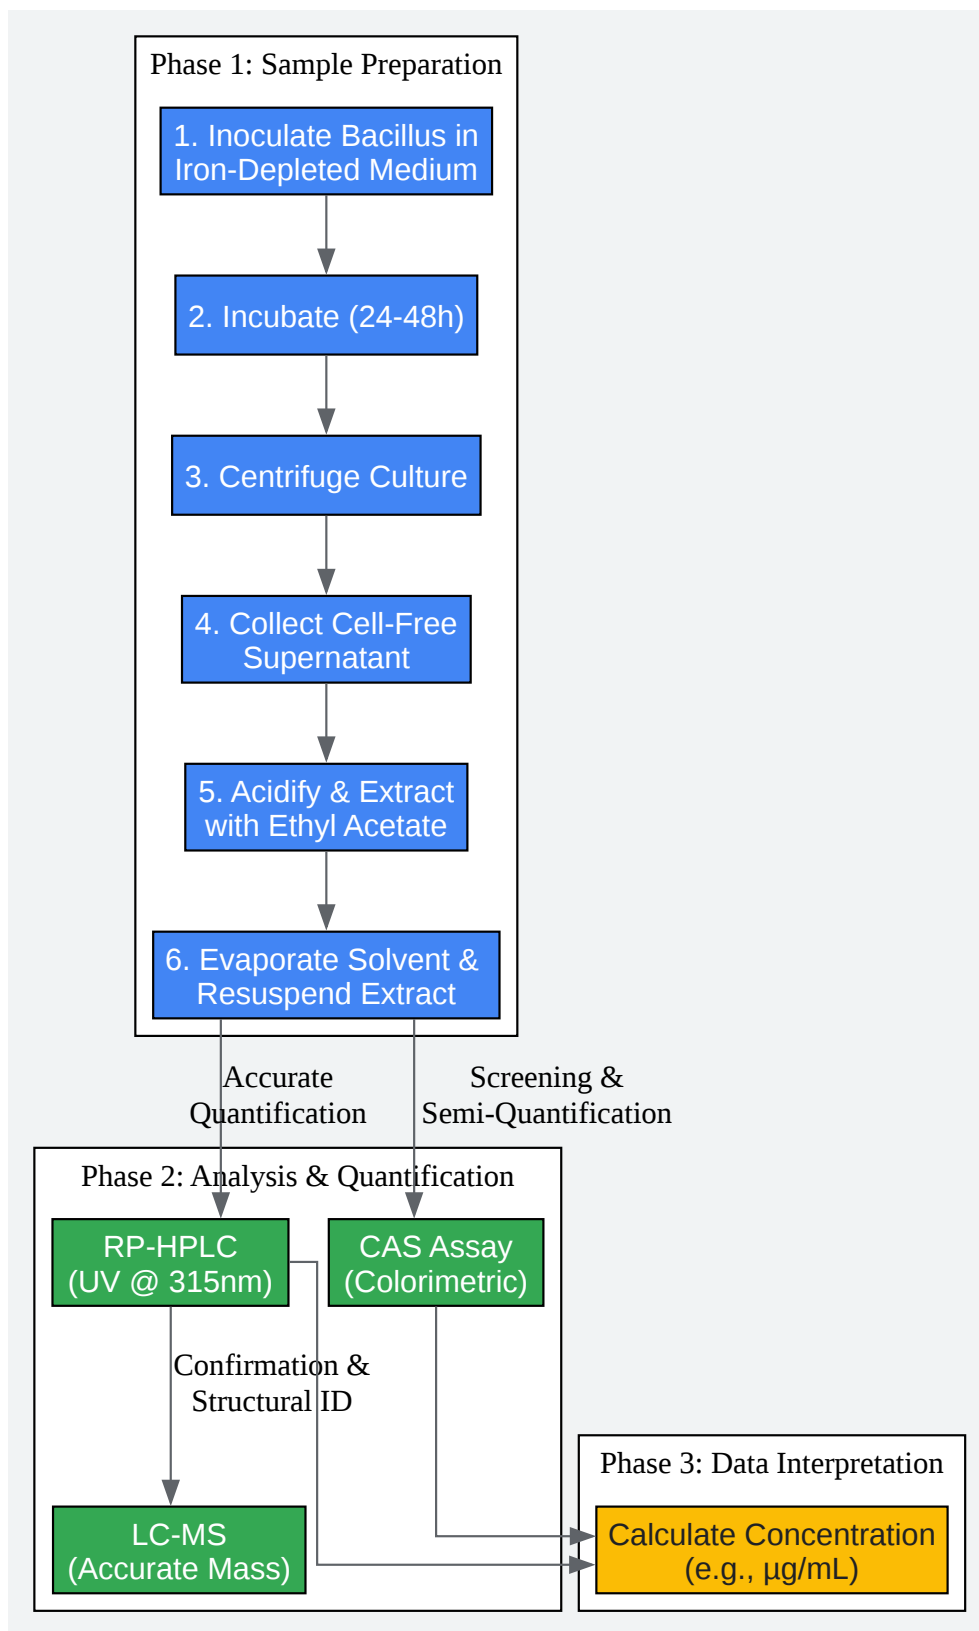 Phase 1: Sample Preparation
1. Inoculate Bacillus in
Iron-Depleted Medium
2. Incubate (24-48h)
3. Centrifuge Culture
4. Collect Cell-Free
Supernatant
5. Acidify & Extract
with Ethyl Acetate
6. Evaporate Solvent &
Resuspend Extract
Accurate
Quantification
Screening &
Semi-Quantification
Phase 2: Analysis & Quantification
RP-HPLC
(UV @ 315nm)
CAS Assay
(Colorimetric)
Confirmation &
Structural ID
LC-MS
(Accurate Mass)
Phase 3: Data Interpretation
Calculate Concentration
(e.g., µg/mL)